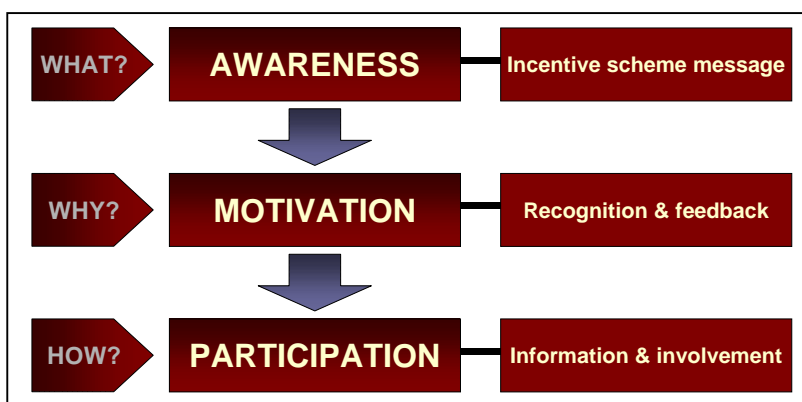 WHAT?
AWARENESS
Incentive scheme message
WHY?
MOTIVATION
Recognition & feedback
HOW?
PARTICIPATION
Information & involvement